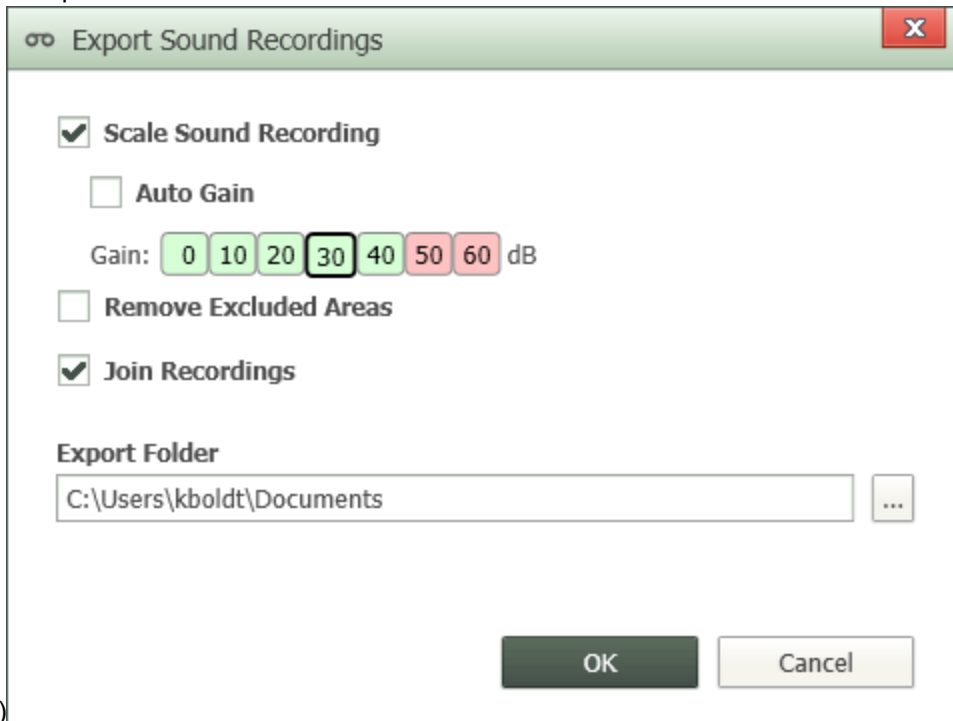 Export Sound Recordings
Scale Sound Recording
Auto Gain
Gain: 0 10 20 30 40 50 60 dB
Remove Excluded Areas
Join Recordings
Export Folder
C:\Users\kboldt\Documents ...
OK Cancel
)